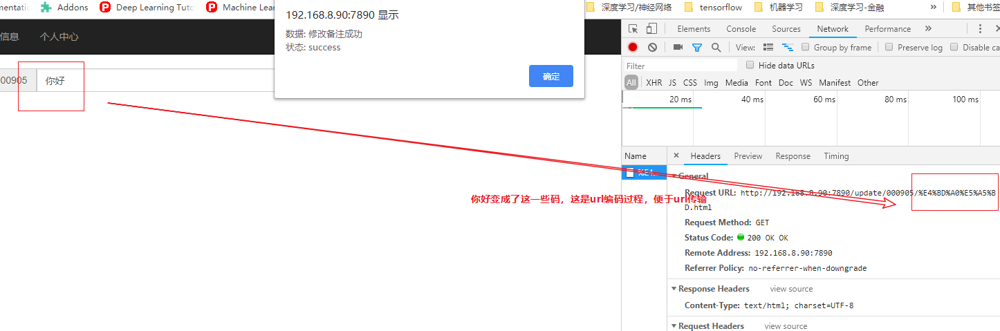 Addons
Deep Learning Tuto
Machine Lea
深度学习/神经网络
tensorflow
机器学习
深度学习-金融
»
其他书签
信息
个人中心
192.168.8.90:7890 显示
数据: 修改备注成功
状态: success
确定
000905
你好
你好变成了这一些码，这是url编码过程，便于url传输
Elements
Console
Sources
Network
Performance
»
View:
Group by frame
Preserve log
Disable ca
Filter
Hide data URLs
All
XHR
JS
CSS
Img
Media
Font
Doc
WS
Manifest
Other
20 ms
40 ms
60 ms
80 ms
100 ms
Name
%E4...
×
Headers
Preview
Response
Timing
General
Request URL: http://192.168.8.90:7890/update/000905/%E4%BD%A0%E5%A5%B
D.html
Request Method: GET
Status Code: 200 OK OK
Remote Address: 192.168.8.90:7890
Referrer Policy: no-referrer-when-downgrade
Response Headers view source
Content-Type: text/html; charset=UTF-8
Request Headers view source